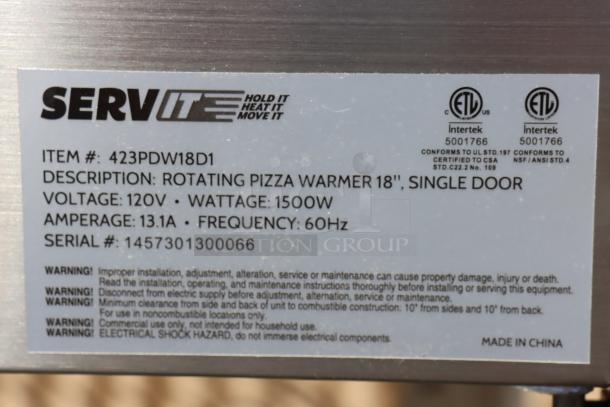 SERVIT HOLD IT
HEAT IT
MOVE IT
C ETL US
Intertek
5001766
CONFORMS TO UL STD.197
CERTIFIED TO CSA
STD.C22.2 No. 109
ETL
Intertek
5001766
CONFORMS TO
NSF/ANSI STD.4
ITEM #: 423PDW18D1
DESCRIPTION: ROTATING PIZZA WARMER 18", SINGLE DOOR
VOLTAGE: 120V • WATTAGE: 1500W
AMPERAGE: 13.1A • FREQUENCY: 60Hz
SERIAL #: 1457301300066
AUCTION GROUP
WARNING! Improper installation, adjustment, alteration, service or maintenance can cause property damage, injury or death.
Read the installation, operating, and maintenance instructions thoroughly before installing or serving this equipment.
WARNING! Disconnect from electric supply before adjustment, alternation, service or maintenance.
WARNING! Minimum clearance from side and back of unit to combustible construction: 10" from sides and 10" from back.
For use in noncombustible locations only.
WARNING! Commercial use only, not intended for household use.
WARNING! ELECTRICAL SHOCK HAZARD, do not immerse electrical components.
MADE IN CHINA